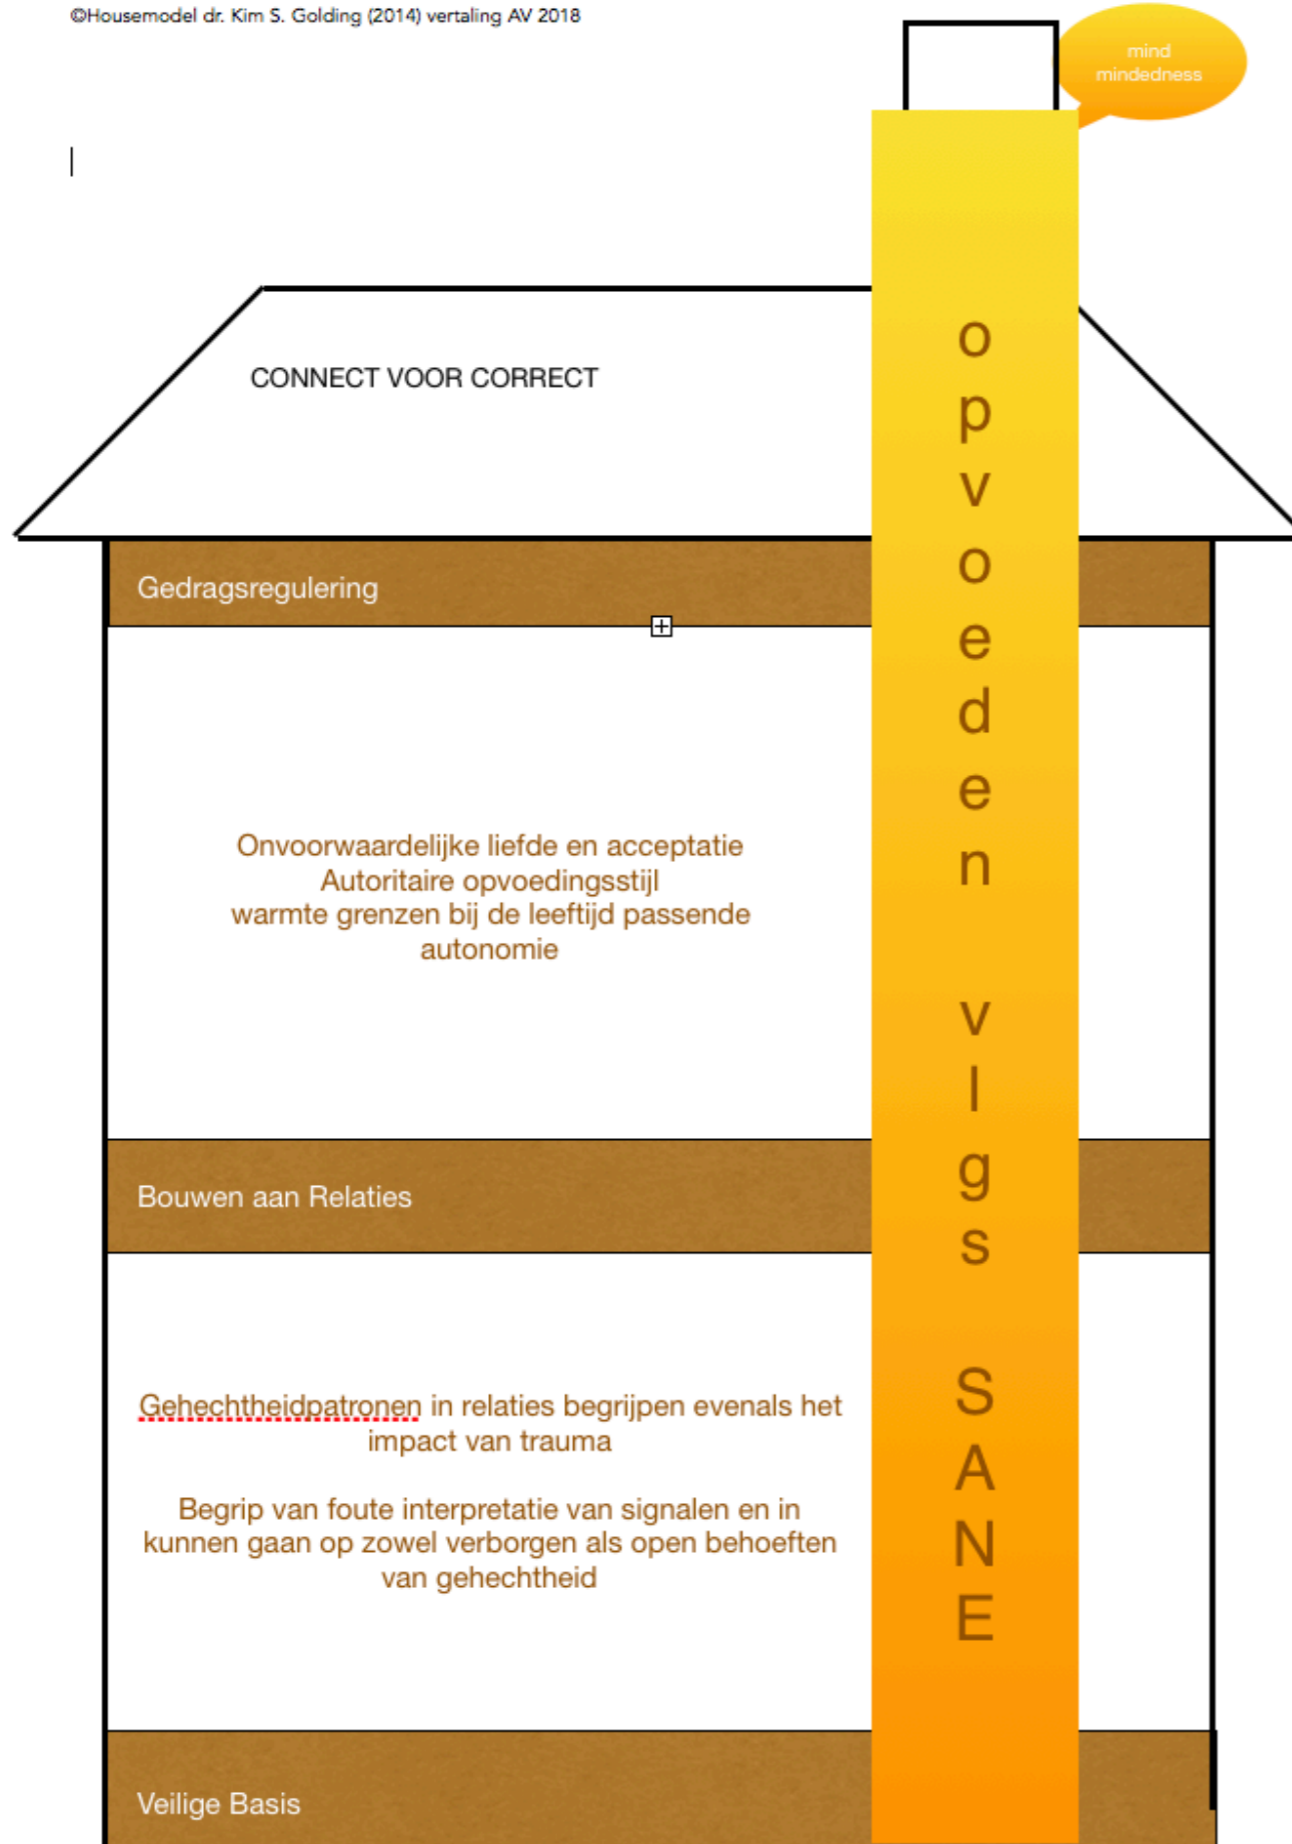 ©Housemodel dr. Kim S. Golding (2014) vertaling AV 2018
mind
mindedness
CONNECT VOOR CORRECT
opvoeden vlgs SANE
Gedragsregulering
Onvoorwaardelijke liefde en acceptatie
Autoritaire opvoedingsstijl
warmte grenzen bij de leeftijd passende
autonomie
Bouwen aan Relaties
Gehechtheidpatronen in relaties begrijpen evenals het
impact van trauma
Begrip van foute interpretatie van signalen en in
kunnen gaan op zowel verborgen als open behoeften
van gehechtheid
Veilige Basis